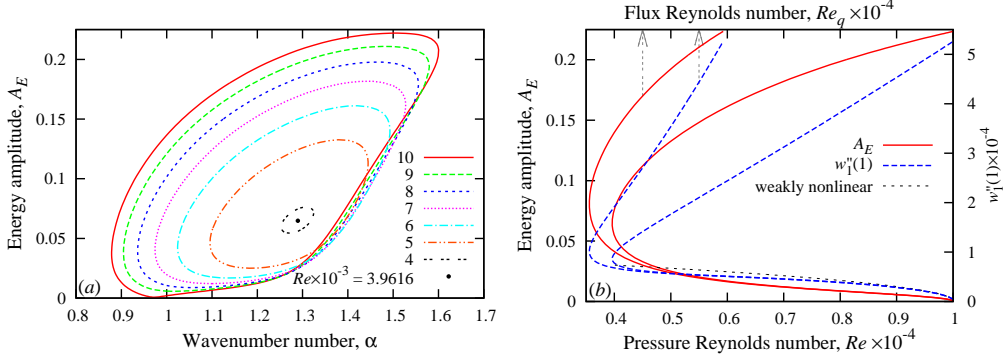 Flux Reynolds number, Re_q ×10^-4
Energy amplitude, A_E
0.2
0.15
0.1
0.05
0
10
9
8
7
6
5
4
(a)
Re×10^-3 = 3.9616
0.8 0.9 1 1.1 1.2 1.3 1.4 1.5 1.6 1.7
Wavenumber number, α
Energy amplitude, A_E
0.2
0.15
0.1
0.05
0
A_E
w_1''(1)
weakly nonlinear
(b)
5
4
3
2
1
0
w_1''(1)×10^-4
0.4 0.5 0.6 0.7 0.8 0.9 1
Pressure Reynolds number, Re ×10^-4